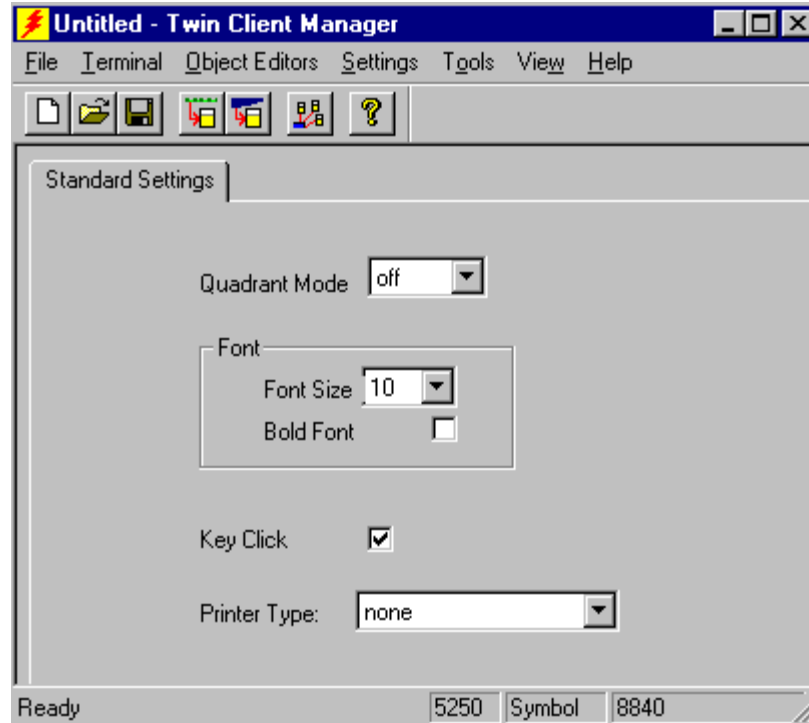 Untitled - Twin Client Manager
File Terminal Object Editors Settings Tools View Help
?
Standard Settings
Quadrant Mode off
Font
Font Size 10
Bold Font
Key Click
Printer Type: none
Ready 5250 Symbol 8840